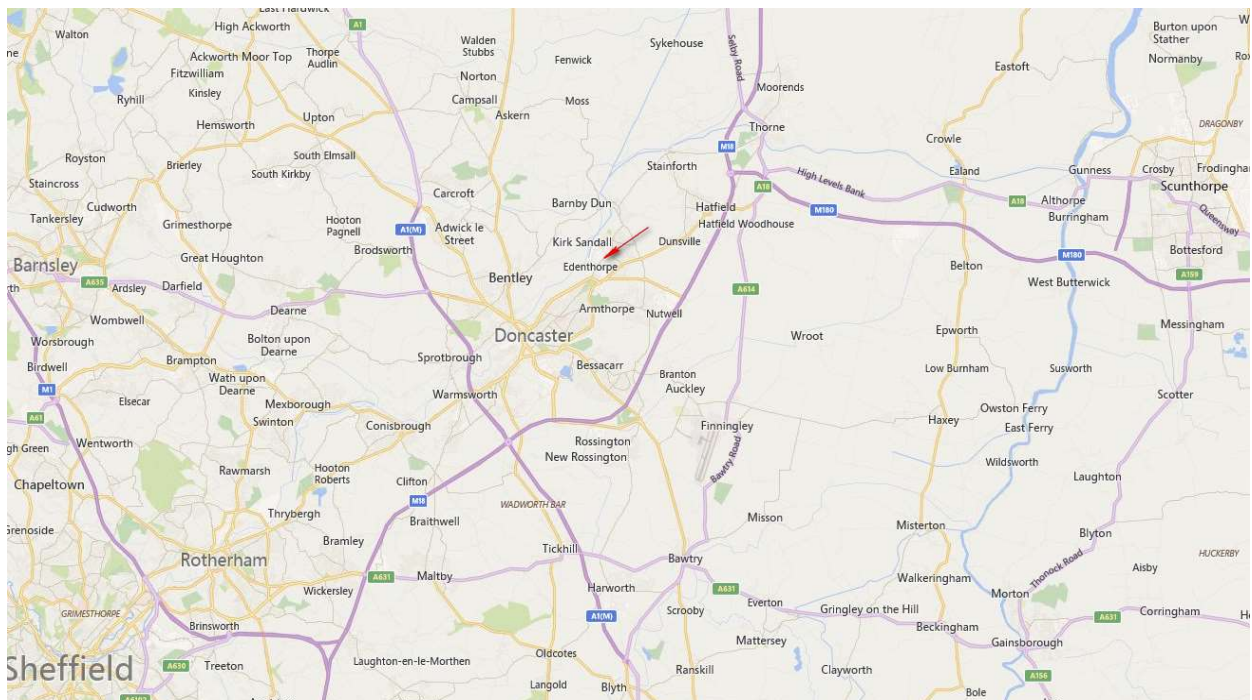 East Hardwick
Walton
High Ackworth
A1
Walden
Stubbs
Sykehouse
Selby Road
Burton upon
Stather
Ackworth Moor Top
Thorpe
Audlin
Fenwick
Normanby
Fitzwilliam
Norton
Eastoft
Kinsley
Moorends
Ryhill
Campsall
Moss
Upton
Askern
Hemsworth
Thorne
DRAGONBY
Crowle
M18
Royston
Brierley
South Elmsall
Stainforth
Gunness
Crosby
Frodingham
South Kirkby
High Levels Bank
Ealand
Staincross
A18
A18
Scunthorpe
Carcroft
A18
Althorpe
Cudworth
Barnby Dun
Hatfield
M180
Burringham
Queensway
Tankersley
Grimesthorpe
Hooton
Pagnell
A1(M)
Adwick le
Street
Hatfield Woodhouse
Kirk Sandall
Dunsville
Brodsworth
Bottesford
Great Houghton
M180
Barnsley
Edenthorpe
Belton
A159
Bentley
A635
Ardsley
Darfield
West Butterwick
A614
Dearne
Armthorpe
Nutwell
Wombwell
Messingham
Epworth
Doncaster
Wroot
Worsbrough
Bolton upon
Dearne
Sprotbrough
Brampton
Bessacarr
Birdwell
Low Burnham
Susworth
Branton
Wath upon
Dearne
M1
Auckley
Warmsworth
Scotter
Elsecar
Mexborough
Owston Ferry
A61
Swinton
Conisbrough
Haxey
Finningley
East Ferry
Wentworth
Rossington
gh Green
New Rossington
Bawtry Road
Wildsworth
Rawmarsh
Hooton
Roberts
Laughton
Chapeltown
Clifton
M18
WADWORTH BAR
Thrybergh
Misson
Braithwell
Misterton
Grenoside
Blyton
Bramley
Tickhill
HUCKERBY
Rotherham
Bawtry
Thonock Road
Aisby
A631
Maltby
Walkeringham
Wickersley
Harworth
A631
Morton
Everton
GRIMESTHORPE
A1(M)
Scrooby
Gringley on the Hill
Corringham
A631
Brinsworth
Beckingham
Mattersey
Gainsborough
Sheffield
A630
Treeton
Laughton-en-le-Morthen
Oldcotes
Ranskill
Clayworth
A156
Langold
Blyth
Bole